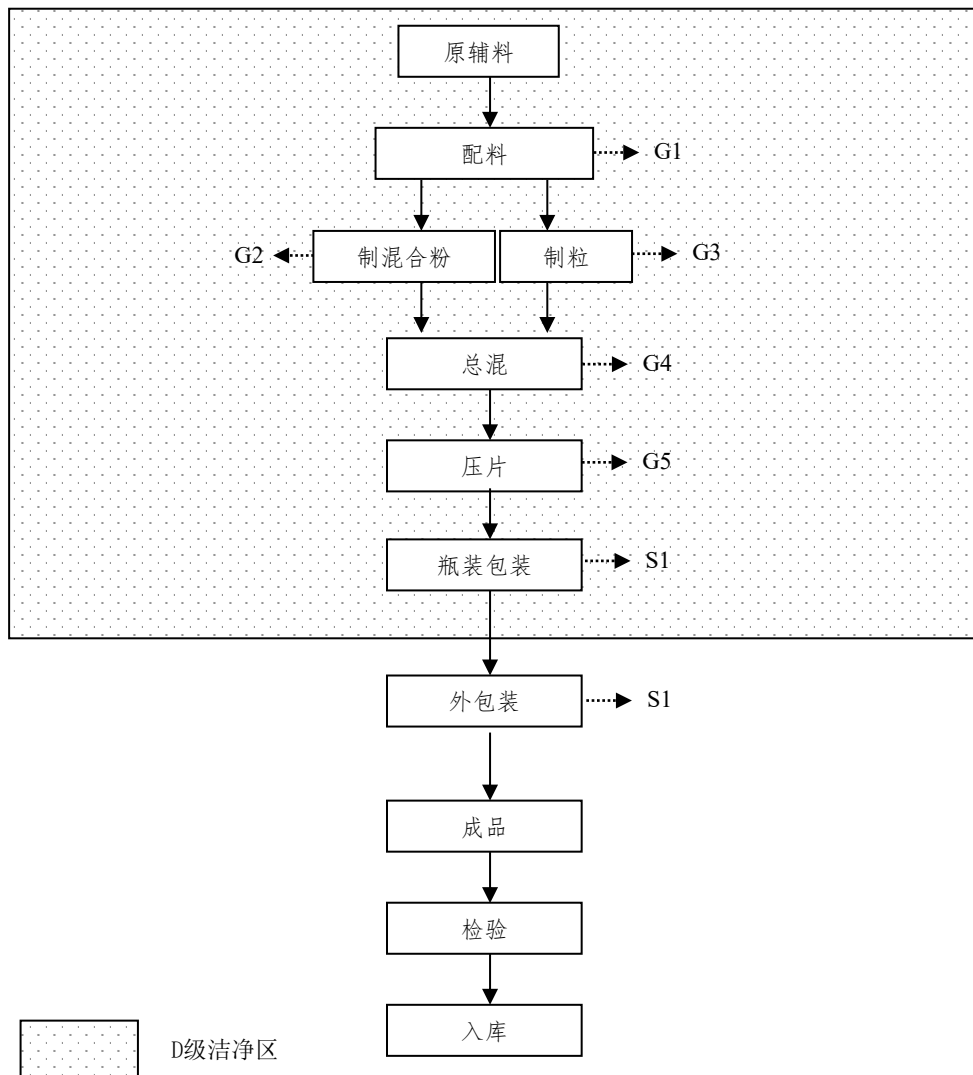 原辅料
配料
G1
G2
制混合粉
制粒
G3
总混
G4
压片
G5
瓶装包装
S1
外包装
S1
成品
检验
入库
D级洁净区